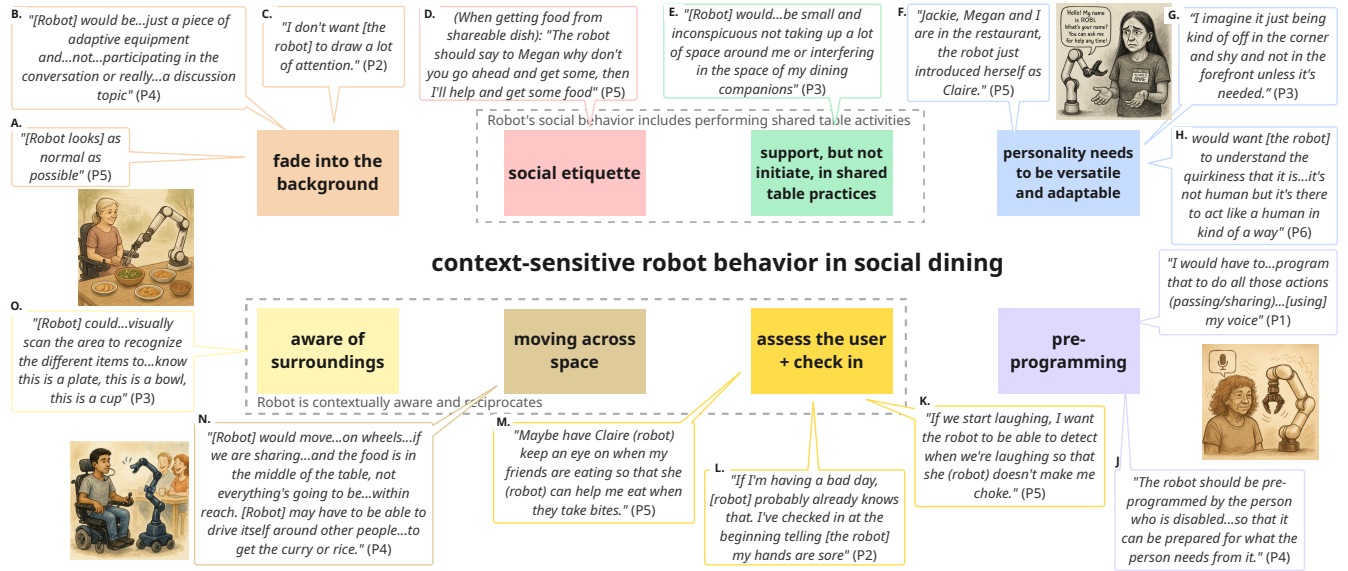 B.
"[Robot] would be...just a piece of
adaptive equipment
and...not...participating in the
conversation or really...a discussion
topic" (P4)
C.
"I don't want [the
robot] to draw a lot
of attention." (P2)
D.
(When getting food from
shareable dish): "The robot
should say to Megan why don't
you go ahead and get some, then
I'll help and get some food" (P5)
E.
"[Robot] would...be small and
inconspicuous not taking up a lot
of space around me or interfering
in the space of my dining
companions" (P3)
F.
"Jackie, Megan and I
are in the restaurant,
the robot just
introduced herself as
Claire." (P5)
Hello! My name
is ROBI.
What's your name?
You can ask me
for help any time!
G.
"I imagine it just being
kind of off in the corner
and shy and not in the
forefront unless it's
needed." (P3)
A.
"[Robot looks] as
normal as
possible" (P5)
fade into the
background
Robot's social behavior includes performing shared table activities
social etiquette
support, but not
initiate, in shared
table practices
personality needs
to be versatile
and adaptable
H.
would want [the robot]
to understand the
quirkiness that it is...it's
not human but it's there
to act like a human in
kind of a way" (P6)
context-sensitive robot behavior in social dining
"I would have to...program
that to do all those actions
(passing/sharing)...[using]
my voice" (P1)
O.
"[Robot] could...visually
scan the area to recognize
the different items to...know
this is a plate, this is a bowl,
this is a cup" (P3)
aware of
surroundings
moving across
space
assess the user
+ check in
pre-
programming
Robot is contextually aware and reciprocates
N.
"[Robot] would move...on wheels...if
we are sharing...and the food is in
the middle of the table, not
everything's going to be...within
reach. [Robot] may have to be able to
drive itself around other people...to
get the curry or rice." (P4)
M.
"Maybe have Claire (robot)
keep an eye on when my
friends are eating so that she
(robot) can help me eat when
they take bites." (P5)
L.
"If I'm having a bad day,
[robot] probably already knows
that. I've checked in at the
beginning telling [the robot]
my hands are sore" (P2)
K.
"If we start laughing, I want
the robot to be able to detect
when we're laughing so that
she (robot) doesn't make me
choke." (P5)
J
"The robot should be pre-
programmed by the person
who is disabled...so that it
can be prepared for what the
person needs from it." (P4)